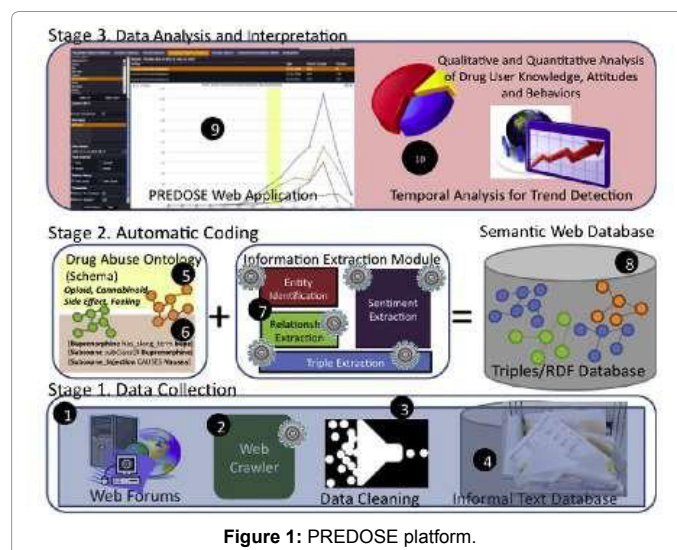 Stage 3. Data Analysis and Interpretation
Qualitative and Quantitative Analysis
of Drug User Knowledge, Attitudes
and Behaviors
9
10
PREDOSE Web Application
Temporal Analysis for Trend Detection
Stage 2. Automatic Coding
Semantic Web Database
Drug Abuse Ontology
(Schema)
5
Opioid, Cannabinoid,
Side Effect, Feeling
6
(Buprenorphine has_slang_term bupe)
(Suboxone subClassOf Buprenorphine)
(Suboxone_Injection CAUSES Nausea)
+
Information Extraction Module
Entity
Identification
7
Relationship
Extraction
Sentiment
Extraction
Triple Extraction
=
8
Triples/RDF Database
Stage 1. Data Collection
1
Web Forums
2
Web
Crawler
3
Data Cleaning
4
Informal Text Database
Figure 1: PREDOSE platform.